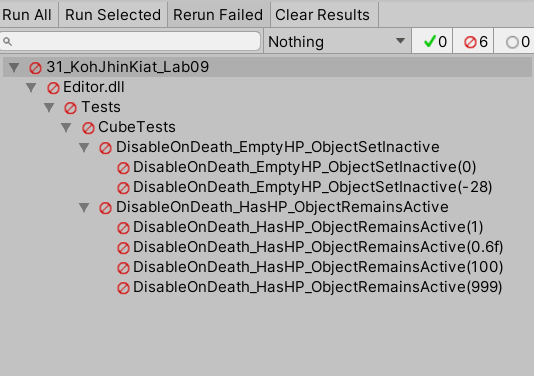 Run All Run Selected Rerun Failed Clear Results
Nothing 0 6 0
31_KohJhinKiat_Lab09
Editor.dll
Tests
CubeTests
DisableOnDeath_EmptyHP_ObjectSetInactive
DisableOnDeath_EmptyHP_ObjectSetInactive(0)
DisableOnDeath_EmptyHP_ObjectSetInactive(-28)
DisableOnDeath_HasHP_ObjectRemainsActive
DisableOnDeath_HasHP_ObjectRemainsActive(1)
DisableOnDeath_HasHP_ObjectRemainsActive(0.6f)
DisableOnDeath_HasHP_ObjectRemainsActive(100)
DisableOnDeath_HasHP_ObjectRemainsActive(999)